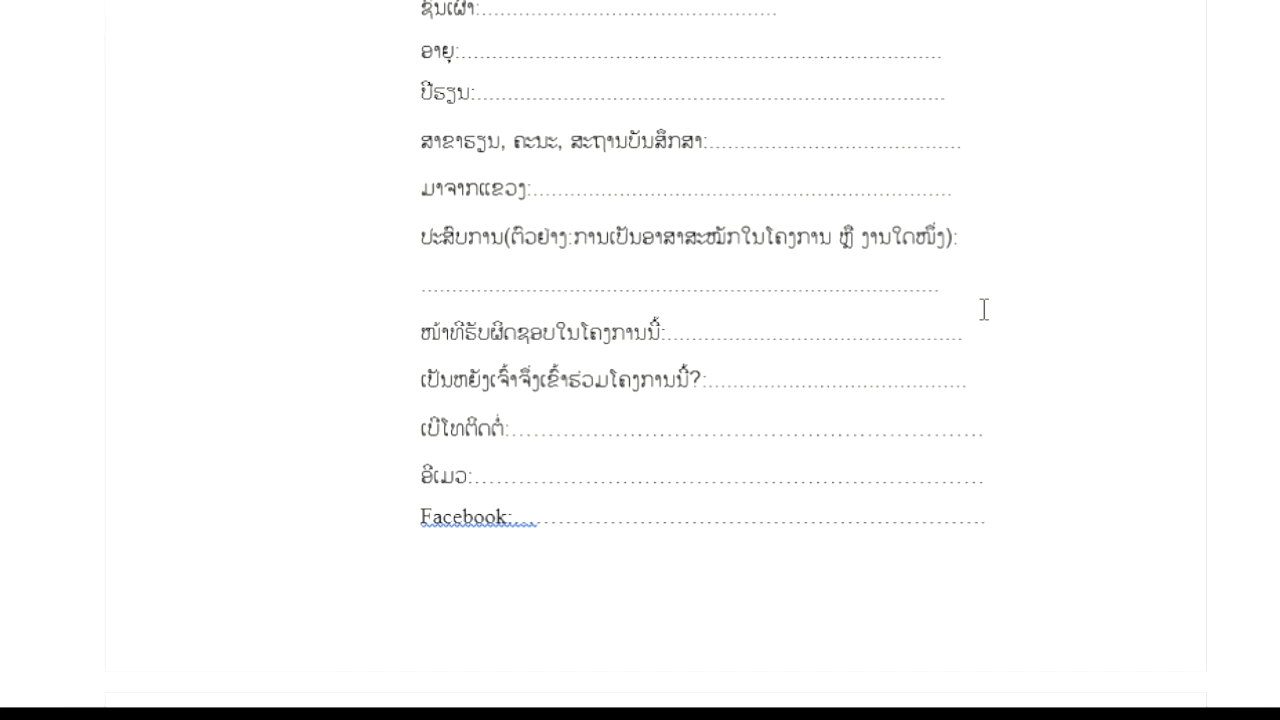 ຊົນເຜົ່າ:.................................................
ອາຍຸ:................................................................................
ປີຮຽນ:..............................................................................
ສາຂາຮຽນ, ຄະນະ, ສະຖານບັນສຶກສາ:..........................................
ມາຈາກແຂວງ:......................................................................
ປະສົບການ(ຕົວຢ່າງ:ການເປັນອາສາສະໝັກໃນໂຄງການ ຫຼື ງານໃດໜຶ່ງ):
......................................................................................
ໜ້າທີ່ຮັບຜິດຊອບໃນໂຄງການນີ້:.................................................
ເປັນຫຍັງເຈົ້າຈຶ່ງເຂົ້າຮ່ວມໂຄງການນີ້?:...........................................
ເບີໂທຕິດຕໍ່:...............................................................
ອີເມວ:....................................................................
Facebook:...............................................................